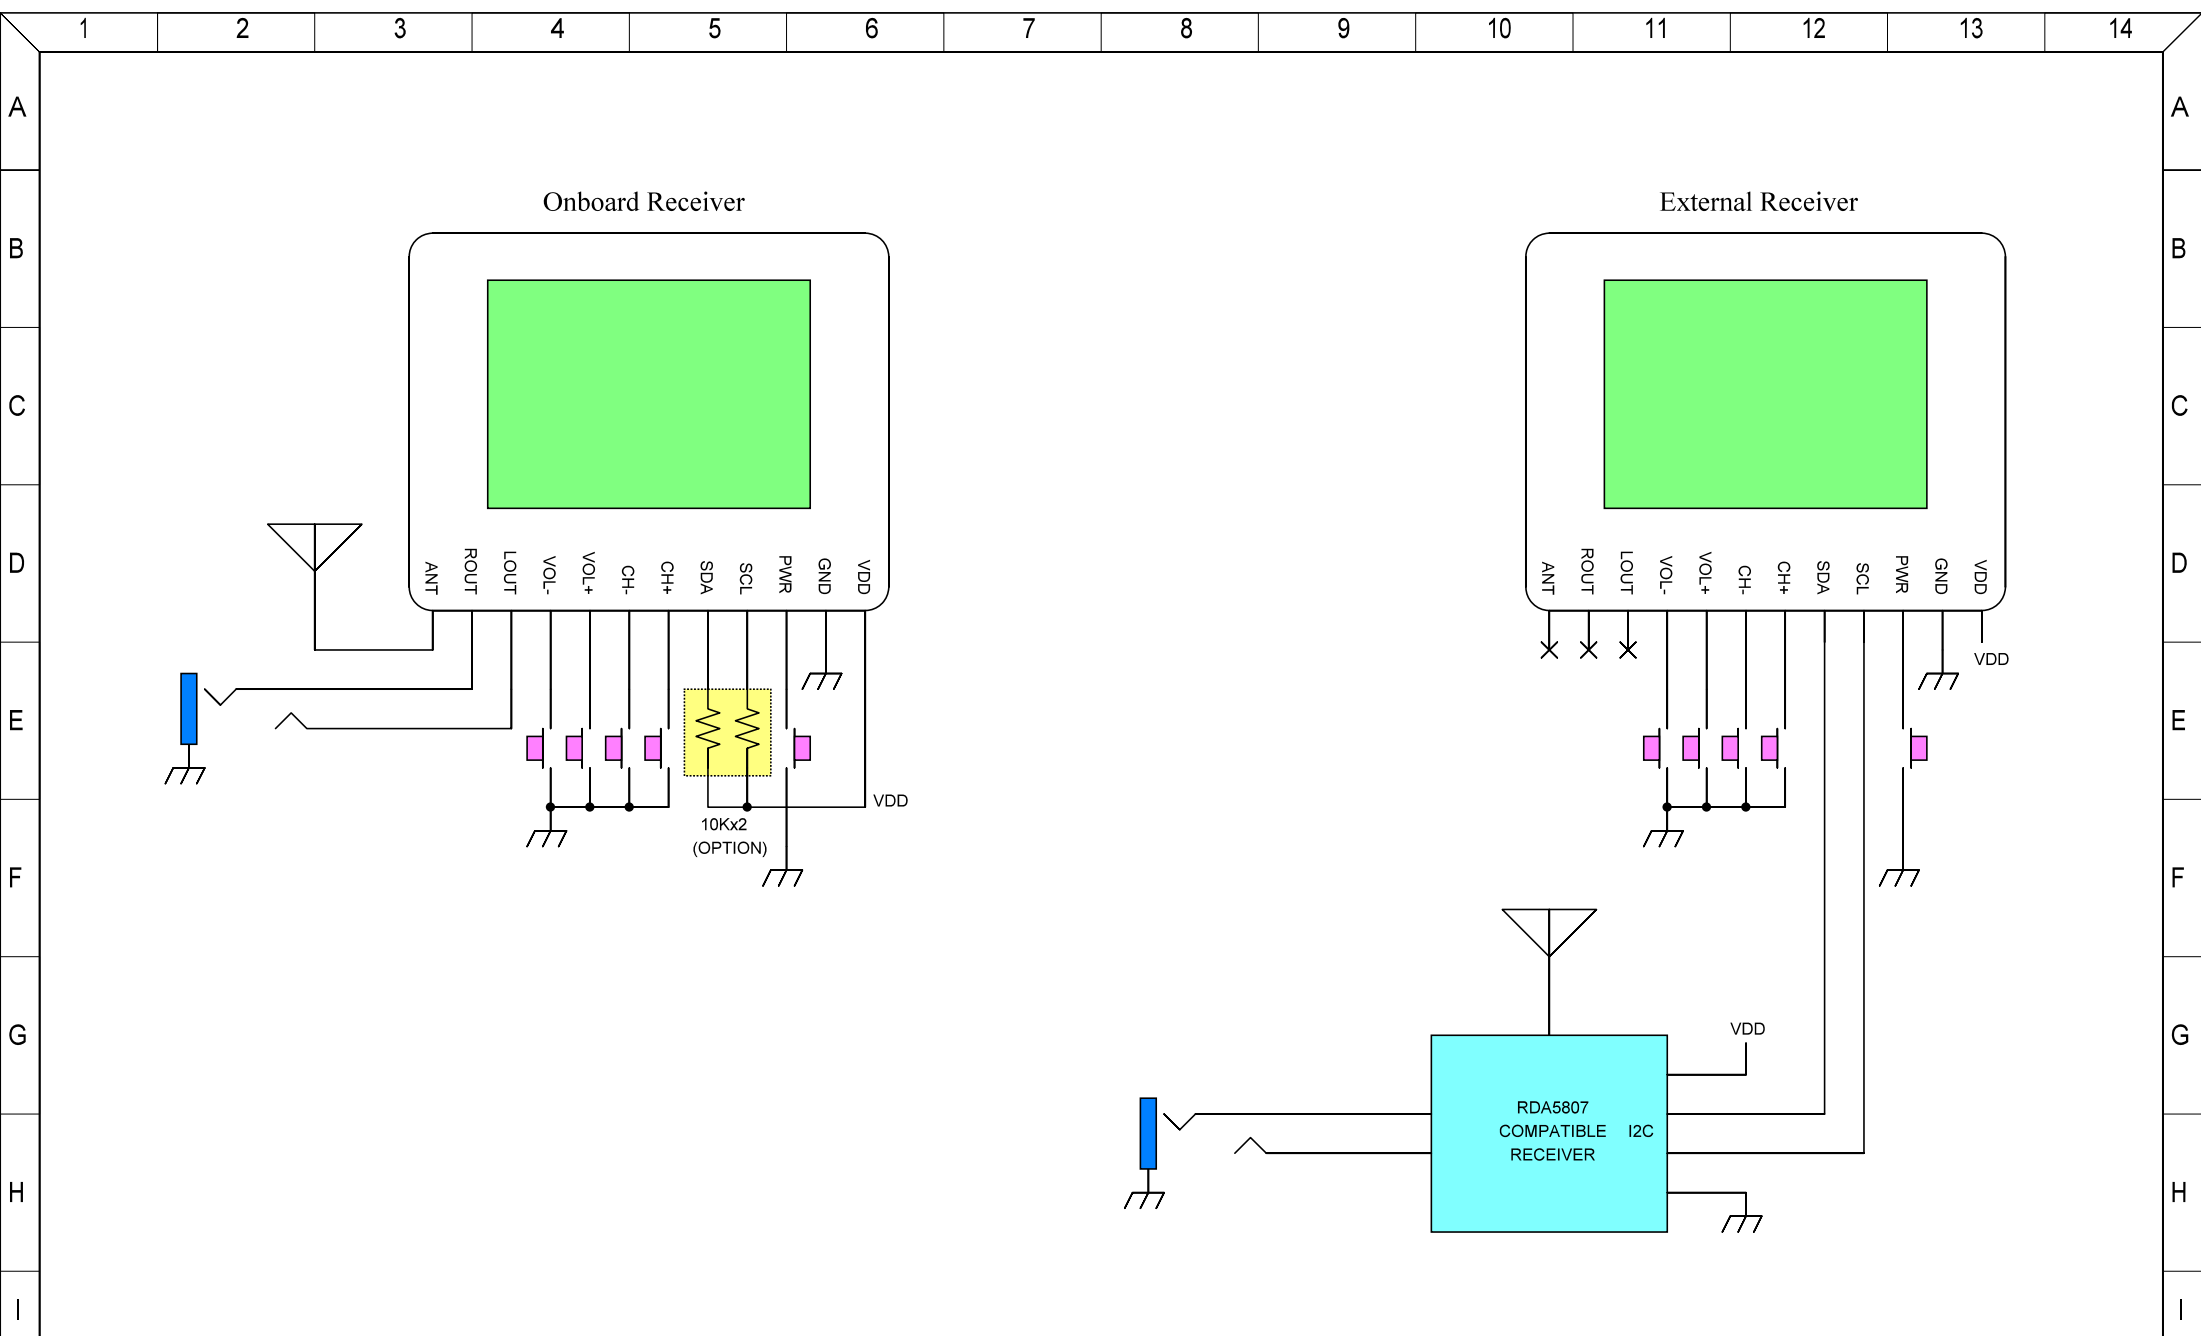 1 2 3 4 5 6 7 8 9 10 11 12 13 14
A A
Onboard Receiver External Receiver
B B
C C
D D
ANT ROUT LOUT VOL- VOL+ CH- CH+ SDA SCL PWR GND VDD
ANT ROUT LOUT VOL- VOL+ CH- CH+ SDA SCL PWR GND VDD
VDD
E E
VDD
10Kx2
(OPTION)
F F
VDD
G G
RDA5807
COMPATIBLE I2C
RECEIVER
H H
I I